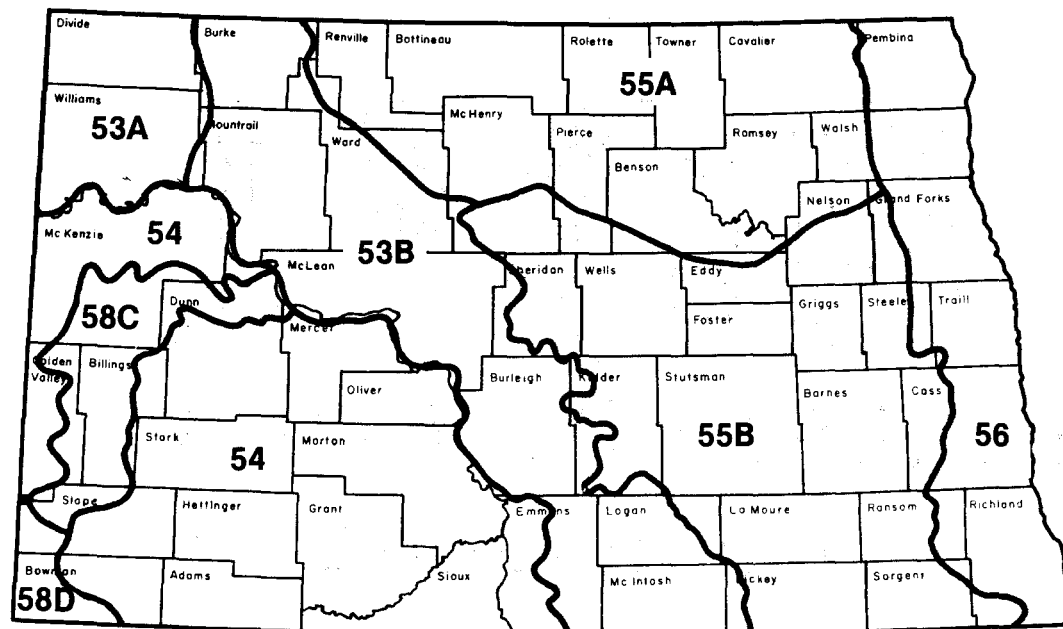 Divide
Burke
Renville
Bottineau
Rolette
Towner
Cavalier
Pembina
55A
Williams
53A
Mountrail
Ward
McHenry
Pierce
Benson
Ramsey
Walsh
Nelson
Grand Forks
McKenzie
54
53B
McLean
Sheridan
Wells
Eddy
58C
Dunn
Mercer
Foster
Griggs
Steele
Traill
Golden
Valley
Billings
Oliver
Burleigh
Kidder
Stutsman
Barnes
Cass
Stark
54
Morton
55B
56
Slope
Hettinger
Grant
Emmons
Logan
La Moure
Ransom
Richland
Bowman
58D
Adams
Sioux
McIntosh
Dickey
Sargent